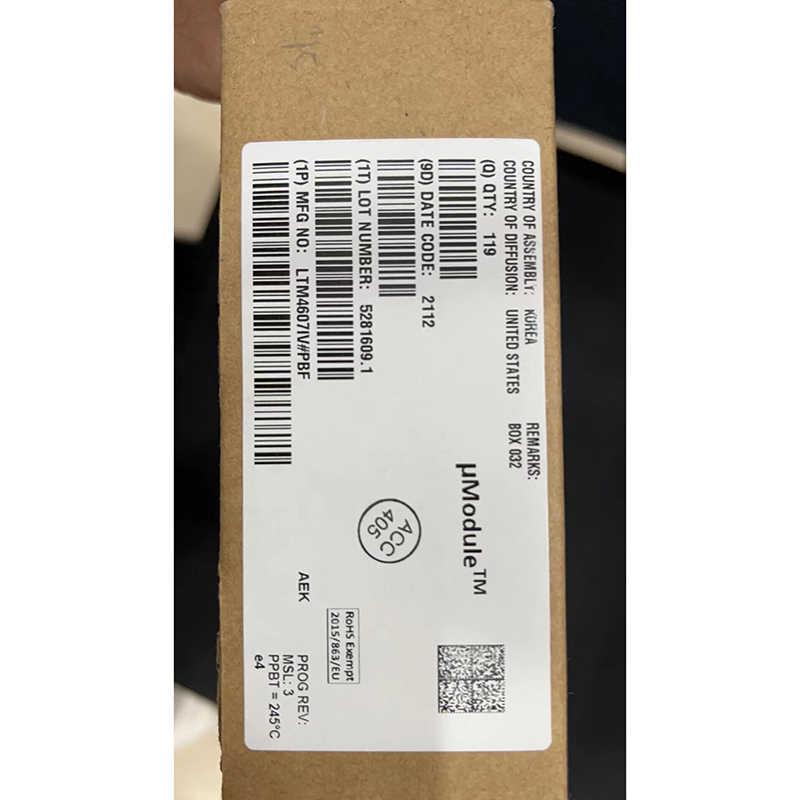 COUNTRY OF ASSEMBLY: KOREA
COUNTRY OF DIFFUSION: UNITED STATES
REMARKS:
BOX 032
(Q) QTY: 119
(9D) DATE CODE: 2112
(1T) LOT NUMBER: 5281609.1
(1P) MFG NO: LTM4607IV#PBF
µModule™
ACC
405
AEK
RoHS Exempt
2015/863/EU
PROG REV:
MSL: 3
PPBT = 245°C
e4